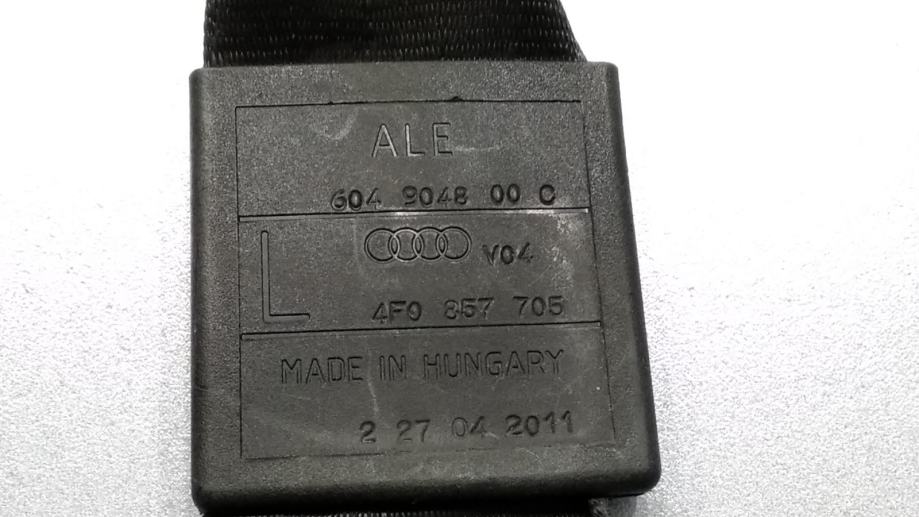 ALE
604 9048 00 C
L
V04
4F0 857 705
MADE IN HUNGARY
2 27 04 2011